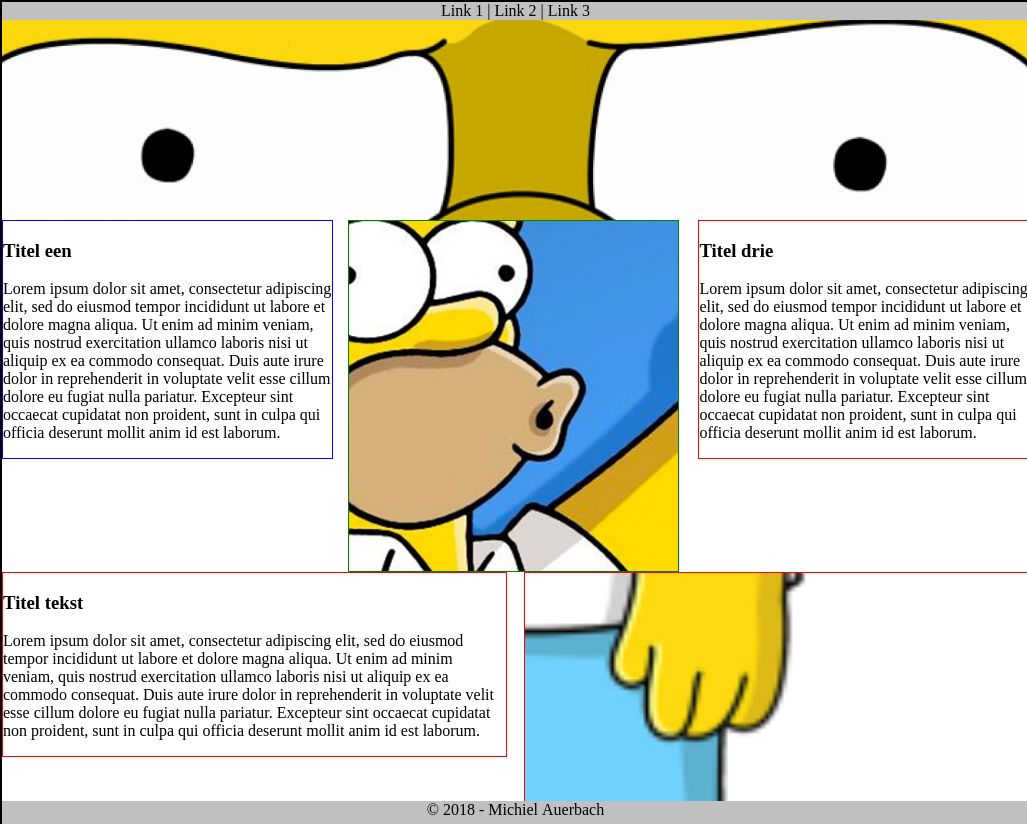 Link 1 | Link 2 | Link 3
Titel een
Lorem ipsum dolor sit amet, consectetur adipiscing
elit, sed do eiusmod tempor incididunt ut labore et
dolore magna aliqua. Ut enim ad minim veniam,
quis nostrud exercitation ullamco laboris nisi ut
aliquip ex ea commodo consequat. Duis aute irure
dolor in reprehenderit in voluptate velit esse cillum
dolore eu fugiat nulla pariatur. Excepteur sint
occaecat cupidatat non proident, sunt in culpa qui
officia deserunt mollit anim id est laborum.
Titel drie
Lorem ipsum dolor sit amet, consectetur adipiscing
elit, sed do eiusmod tempor incididunt ut labore et
dolore magna aliqua. Ut enim ad minim veniam,
quis nostrud exercitation ullamco laboris nisi ut
aliquip ex ea commodo consequat. Duis aute irure
dolor in reprehenderit in voluptate velit esse cillum
dolore eu fugiat nulla pariatur. Excepteur sint
occaecat cupidatat non proident, sunt in culpa qui
officia deserunt mollit anim id est laborum.
Titel tekst
Lorem ipsum dolor sit amet, consectetur adipiscing elit, sed do eiusmod
tempor incididunt ut labore et dolore magna aliqua. Ut enim ad minim
veniam, quis nostrud exercitation ullamco laboris nisi ut aliquip ex ea
commodo consequat. Duis aute irure dolor in reprehenderit in voluptate velit
esse cillum dolore eu fugiat nulla pariatur. Excepteur sint occaecat cupidatat
non proident, sunt in culpa qui officia deserunt mollit anim id est laborum.
© 2018 - Michiel Auerbach